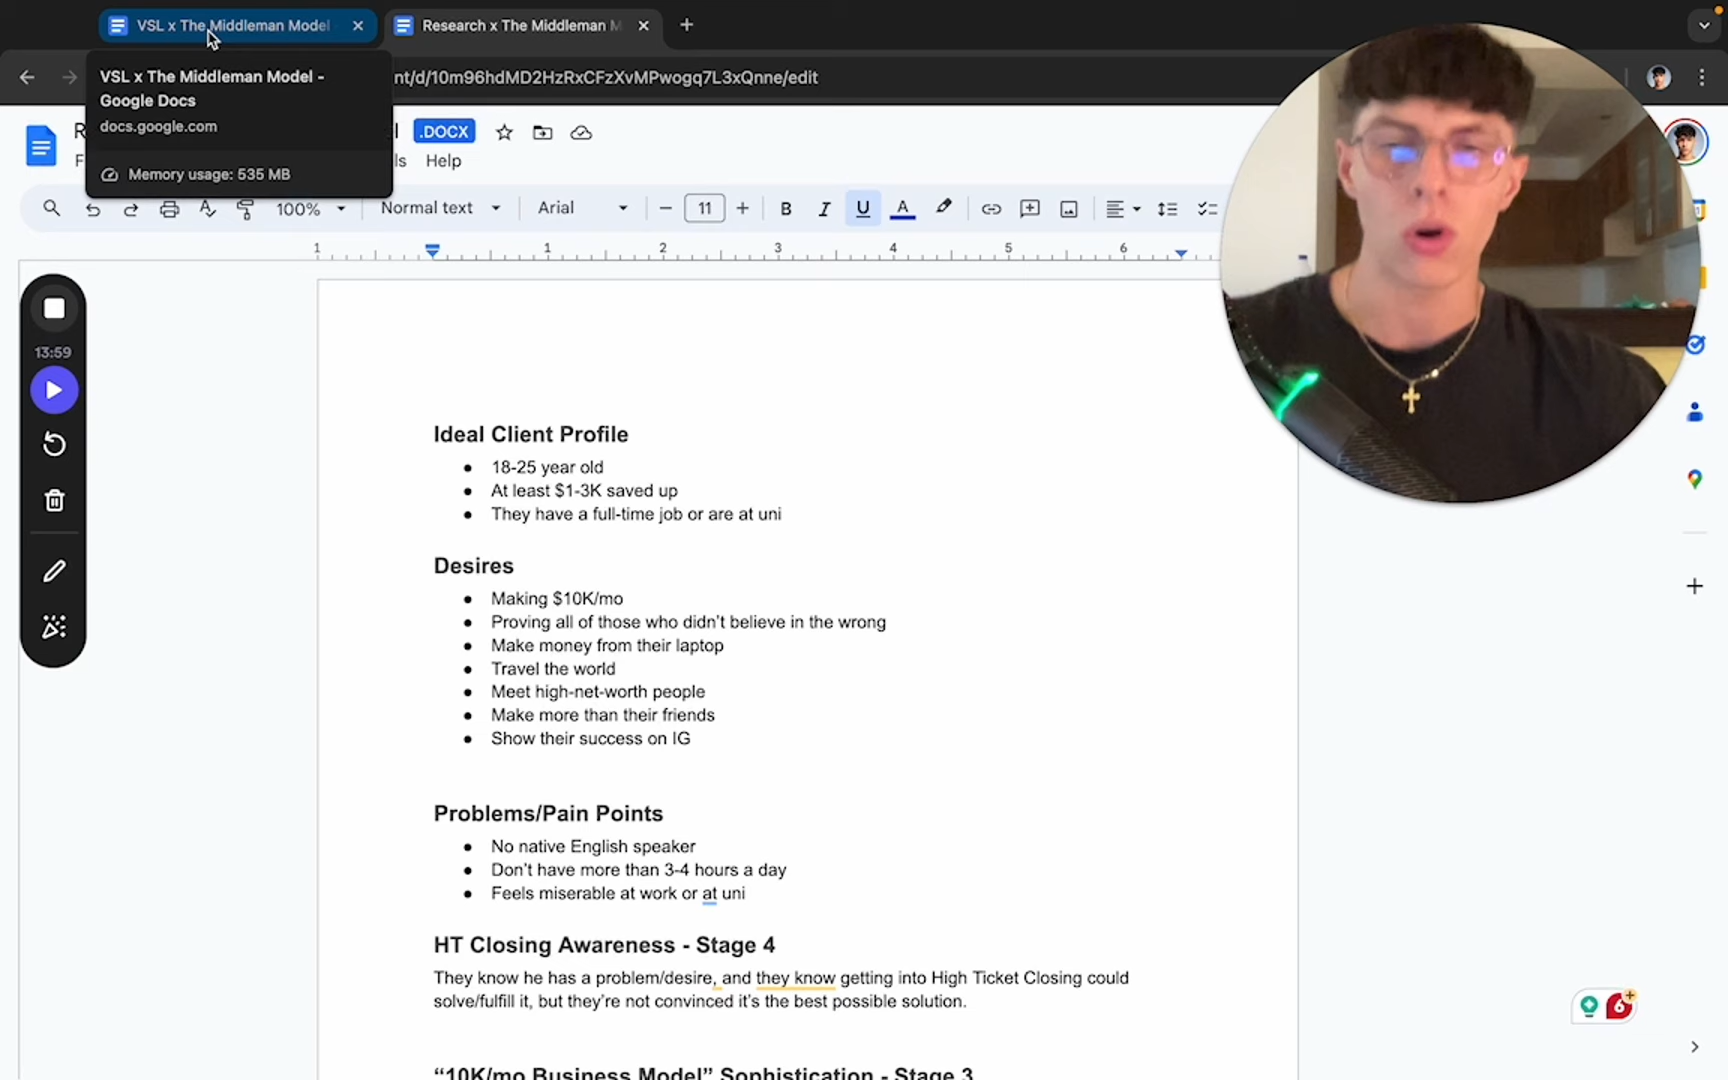 VSL x The Middleman Model
Research x The Middleman M
VSL x The Middleman Model -
Google Docs
docs.google.com
Memory usage: 535 MB
nt/d/10m96hdMD2HzRxCFzXvMPwogq7L3xQnne/edit
.DOCX
Help
100%
Normal text
Arial
11
B
I
U
A
1
1
2
3
4
5
6
13:59
Ideal Client Profile
● 18-25 year old
● At least $1-3K saved up
● They have a full-time job or are at uni
Desires
● Making $10K/mo
● Proving all of those who didn’t believe in the wrong
● Make money from their laptop
● Travel the world
● Meet high-net-worth people
● Make more than their friends
● Show their success on IG
Problems/Pain Points
● No native English speaker
● Don’t have more than 3-4 hours a day
● Feels miserable at work or at uni
HT Closing Awareness - Stage 4
They know he has a problem/desire, and they know getting into High Ticket Closing could
solve/fulfill it, but they’re not convinced it’s the best possible solution.
“10K/mo Business Model” Sophistication - Stage 3
6